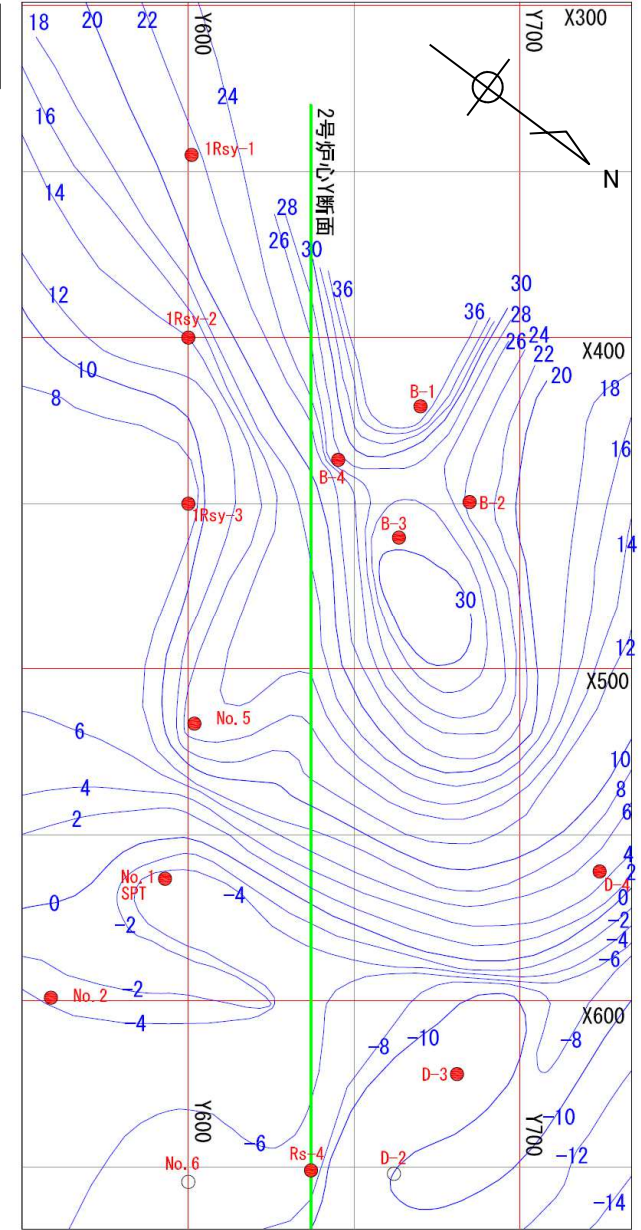 18
20
22
Y600
Y700
X300
24
16
1Rsy-1
2号炉心Y断面
N
14
28
26
30
36
12
30
36
28
1Rsy-2
24
26
X400
22
10
20
18
8
B-1
16
B-4
B-2
1Rsy-3
B-3
14
30
12
X500
No.5
6
10
4
8
2
6
4
No.1
SPT
-4
2
D-4
0
0
-2
-2
-4
-6
-2
No.2
-4
X600
-10
-8
-8
D-3
Y600
Y700
-10
-6
Rs-4
No.6
D-2
-12
-14